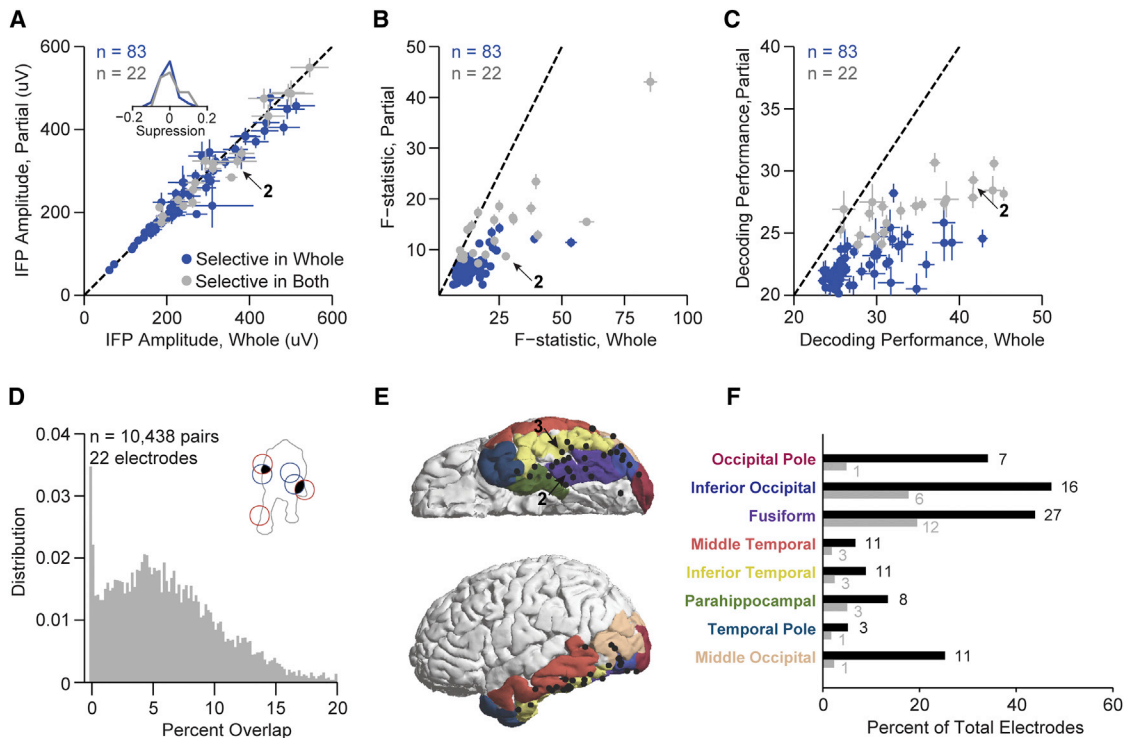 A
IFP Amplitude, Partial (uV)
600
400
200
0
n = 83
n = 22
−0.2 0 0.2
Supression
2
Selective in Whole
Selective in Both
0 200 400 600
IFP Amplitude, Whole (uV)
B
F−statistic, Partial
50
40
30
20
10
n = 83
n = 22
2
25 50 75 100
F−statistic, Whole
C
Decoding Performance,Partial
40
35
30
25
20
n = 83
n = 22
2
20 30 40 50
Decoding Performance, Whole
D
Distribution
0.04
0.03
0.02
0.01
0
n = 10,438 pairs
22 electrodes
0 5 10 15 20
Percent Overlap
E
3
2
F
Occipital Pole 7
1
Inferior Occipital 16
6
Fusiform 27
12
Middle Temporal 11
3
Inferior Temporal 11
3
Parahippocampal 8
3
Temporal Pole 3
1
Middle Occipital 11
1
0 20 40 60
Percent of Total Electrodes